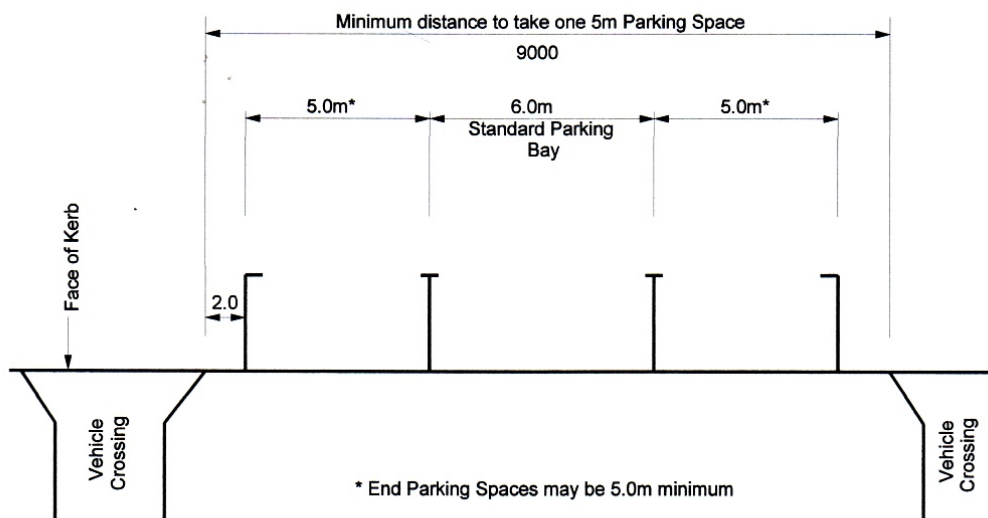 Minimum distance to take one 5m Parking Space
9000
5.0m*
6.0m
5.0m*
Standard Parking
Bay
Face of Kerb
2.0
Vehicle
Crossing
Vehicle
Crossing
* End Parking Spaces may be 5.0m minimum